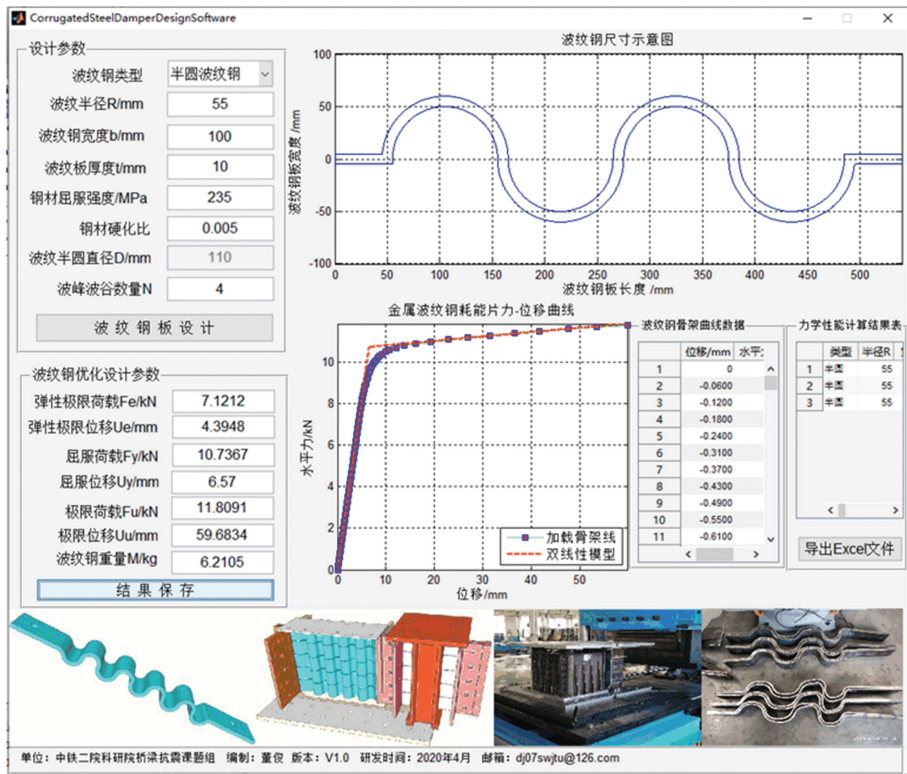 CorrugatedSteelDamperDesignSoftware
设计参数
波纹钢类型 半圆波纹钢
波纹半径R/mm 55
波纹钢宽度b/mm 100
波纹板厚度t/mm 10
钢材屈服强度/MPa 235
钢材硬化比 0.005
波纹半圆直径D/mm 110
波峰波谷数量N 4
波 纹 钢 板 设 计
波纹钢优化设计参数
弹性极限荷载Fe/kN 7.1212
弹性极限位移Ue/mm 4.3948
屈服荷载Fy/kN 10.7367
屈服位移Uy/mm 6.57
极限荷载Fu/kN 11.8091
极限位移Uu/mm 59.6834
波纹钢重量M/kg 6.2105
结 果 保 存
波纹钢尺寸示意图
波纹钢板宽度 /mm
100
50
0
-50
-100
0 50 100 150 200 250 300 350 400 450 500
波纹钢板长度 /mm
金属波纹钢耗能片力-位移曲线
水平力/kN
10
8
6
4
2
0
0 10 20 30 40 50
位移/mm
加载骨架线
双线性模型
波纹钢骨架曲线数据
位移/mm 水平
1 0
2 -0.0600
3 -0.1200
4 -0.1800
5 -0.2400
6 -0.3100
7 -0.3700
8 -0.4300
9 -0.4900
10 -0.5500
11 -0.6100
力学性能计算结果表
类型 半径R
1 半圆 55
2 半圆 55
3 半圆 55
导出Excel文件
单位：中铁二院科研院桥梁抗震课题组 编制：董俊 版本：V1.0 研发时间：2020年4月 邮箱：dj07swjtu@126.com